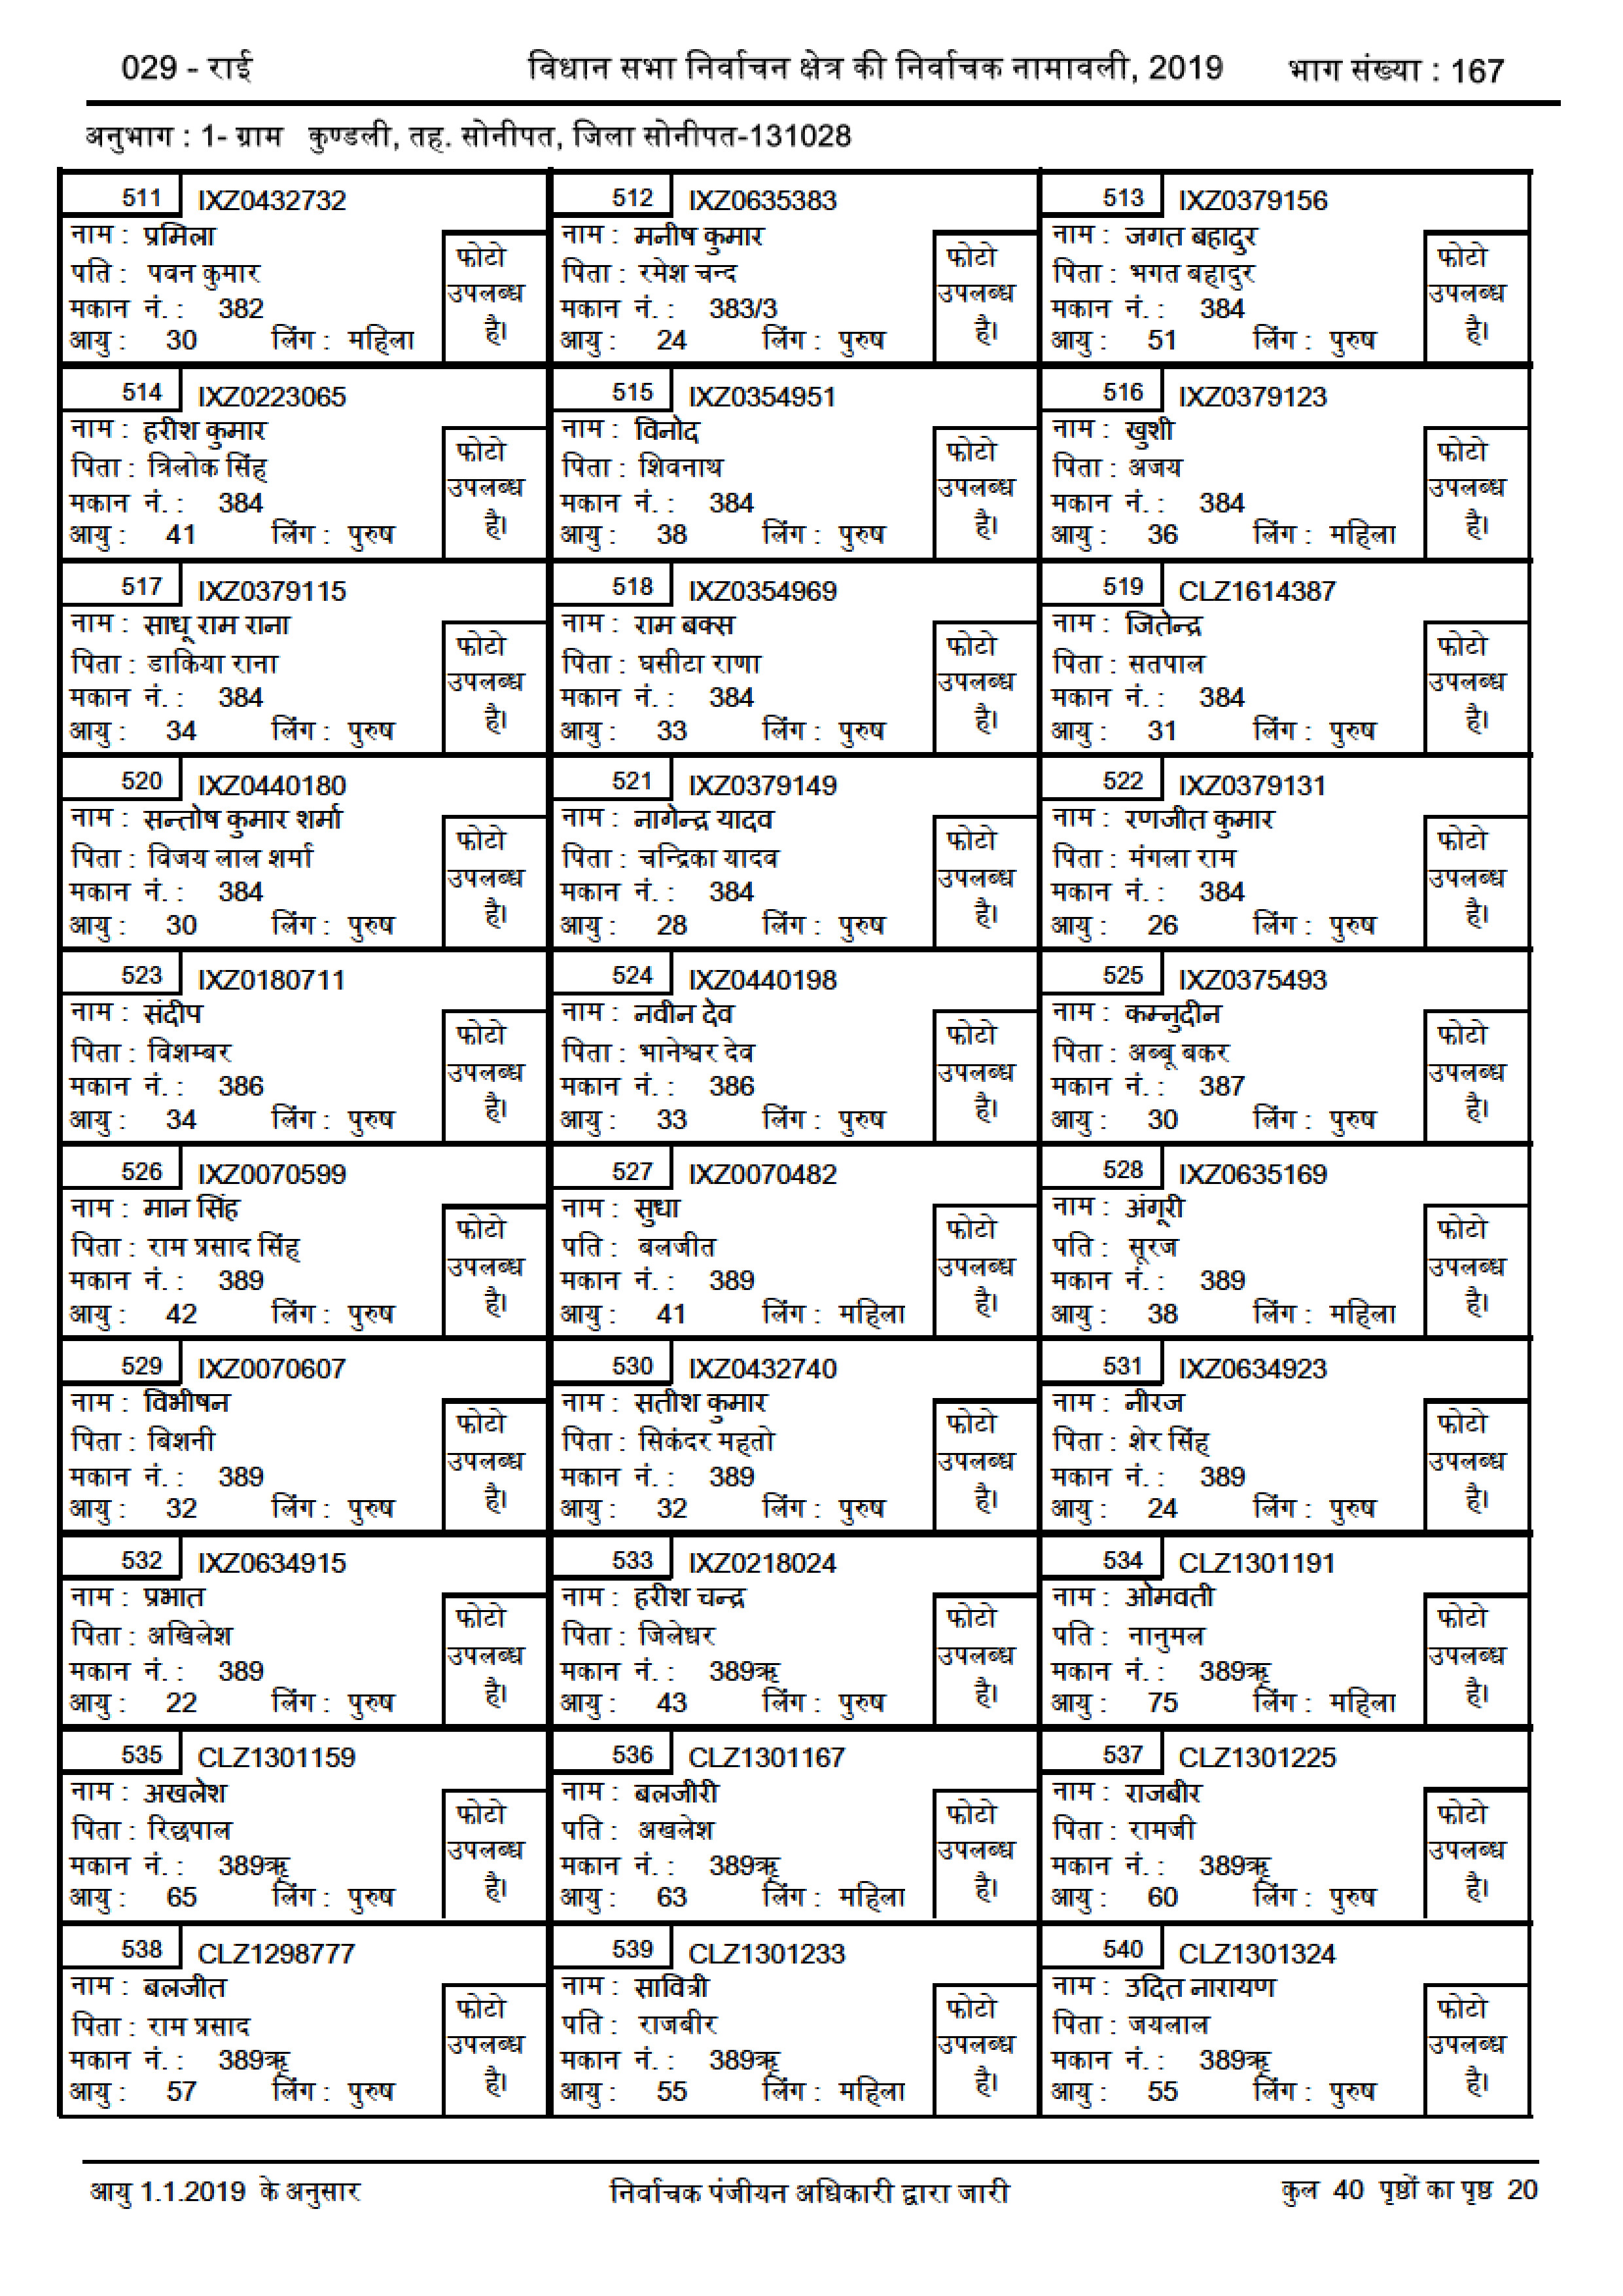 029 - राई
विधान सभा निर्वाचन क्षेत्र की निर्वाचक नामावली, 2019
भाग संख्या : 167
अनुभाग : 1- ग्राम कुण्डली, तह. सोनीपत, जिला सोनीपत-131028
511 IXZ0432732
नाम : प्रमिला
पति : पवन कुमार
मकान नं. : 382
आयु : 30 लिंग : महिला
फोटो
उपलब्ध
है।
512 IXZ0635383
नाम : मनीष कुमार
पिता : रमेश चन्द
मकान नं. : 383/3
आयु : 24 लिंग : पुरुष
फोटो
उपलब्ध
है।
513 IXZ0379156
नाम : जगत बहादुर
पिता : भगत बहादुर
मकान नं. : 384
आयु : 51 लिंग : पुरुष
फोटो
उपलब्ध
है।
514 IXZ0223065
नाम : हरीश कुमार
पिता : त्रिलोक सिंह
मकान नं. : 384
आयु : 41 लिंग : पुरुष
फोटो
उपलब्ध
है।
515 IXZ0354951
नाम : विनोद
पिता : शिवनाथ
मकान नं. : 384
आयु : 38 लिंग : पुरुष
फोटो
उपलब्ध
है।
516 IXZ0379123
नाम : खुशी
पिता : अजय
मकान नं. : 384
आयु : 36 लिंग : महिला
फोटो
उपलब्ध
है।
517 IXZ0379115
नाम : साधू राम राना
पिता : डाकिया राना
मकान नं. : 384
आयु : 34 लिंग : पुरुष
फोटो
उपलब्ध
है।
518 IXZ0354969
नाम : राम बक्स
पिता : घसीटा राणा
मकान नं. : 384
आयु : 33 लिंग : पुरुष
फोटो
उपलब्ध
है।
519 CLZ1614387
नाम : जितेन्द्र
पिता : सतपाल
मकान नं. : 384
आयु : 31 लिंग : पुरुष
फोटो
उपलब्ध
है।
520 IXZ0440180
नाम : सन्तोष कुमार शर्मा
पिता : विजय लाल शर्मा
मकान नं. : 384
आयु : 30 लिंग : पुरुष
फोटो
उपलब्ध
है।
521 IXZ0379149
नाम : नागेन्द्र यादव
पिता : चन्द्रिका यादव
मकान नं. : 384
आयु : 28 लिंग : पुरुष
फोटो
उपलब्ध
है।
522 IXZ0379131
नाम : रणजीत कुमार
पिता : मंगला राम
मकान नं. : 384
आयु : 26 लिंग : पुरुष
फोटो
उपलब्ध
है।
523 IXZ0180711
नाम : संदीप
पिता : विशम्बर
मकान नं. : 386
आयु : 34 लिंग : पुरुष
फोटो
उपलब्ध
है।
524 IXZ0440198
नाम : नवीन देव
पिता : भानेश्वर देव
मकान नं. : 386
आयु : 33 लिंग : पुरुष
फोटो
उपलब्ध
है।
525 IXZ0375493
नाम : कम्नुदीन
पिता : अब्बू बकर
मकान नं. : 387
आयु : 30 लिंग : पुरुष
फोटो
उपलब्ध
है।
526 IXZ0070599
नाम : मान सिंह
पिता : राम प्रसाद सिंह
मकान नं. : 389
आयु : 42 लिंग : पुरुष
फोटो
उपलब्ध
है।
527 IXZ0070482
नाम : सुधा
पति : बलजीत
मकान नं. : 389
आयु : 41 लिंग : महिला
फोटो
उपलब्ध
है।
528 IXZ0635169
नाम : अंगूरी
पति : सूरज
मकान नं. : 389
आयु : 38 लिंग : महिला
फोटो
उपलब्ध
है।
529 IXZ0070607
नाम : विभीषन
पिता : बिशनी
मकान नं. : 389
आयु : 32 लिंग : पुरुष
फोटो
उपलब्ध
है।
530 IXZ0432740
नाम : सतीश कुमार
पिता : सिकंदर महतो
मकान नं. : 389
आयु : 32 लिंग : पुरुष
फोटो
उपलब्ध
है।
531 IXZ0634923
नाम : नीरज
पिता : शेर सिंह
मकान नं. : 389
आयु : 24 लिंग : पुरुष
फोटो
उपलब्ध
है।
532 IXZ0634915
नाम : प्रभात
पिता : अखिलेश
मकान नं. : 389
आयु : 22 लिंग : पुरुष
फोटो
उपलब्ध
है।
533 IXZ0218024
नाम : हरीश चन्द्र
पिता : जिलेधर
मकान नं. : 389ऋ
आयु : 43 लिंग : पुरुष
फोटो
उपलब्ध
है।
534 CLZ1301191
नाम : ओमवती
पति : नानुमल
मकान नं. : 389ऋ
आयु : 75 लिंग : महिला
फोटो
उपलब्ध
है।
535 CLZ1301159
नाम : अखलेश
पिता : रिछपाल
मकान नं. : 389ऋ
आयु : 65 लिंग : पुरुष
फोटो
उपलब्ध
है।
536 CLZ1301167
नाम : बलजीरी
पति : अखलेश
मकान नं. : 389ऋ
आयु : 63 लिंग : महिला
फोटो
उपलब्ध
है।
537 CLZ1301225
नाम : राजबीर
पिता : रामजी
मकान नं. : 389ऋ
आयु : 60 लिंग : पुरुष
फोटो
उपलब्ध
है।
538 CLZ1298777
नाम : बलजीत
पिता : राम प्रसाद
मकान नं. : 389ऋ
आयु : 57 लिंग : पुरुष
फोटो
उपलब्ध
है।
539 CLZ1301233
नाम : सावित्री
पति : राजबीर
मकान नं. : 389ऋ
आयु : 55 लिंग : महिला
फोटो
उपलब्ध
है।
540 CLZ1301324
नाम : उदित नारायण
पिता : जयलाल
मकान नं. : 389ऋ
आयु : 55 लिंग : पुरुष
फोटो
उपलब्ध
है।
आयु 1.1.2019 के अनुसार
निर्वाचक पंजीयन अधिकारी द्वारा जारी
कुल 40 पृष्ठों का पृष्ठ 20